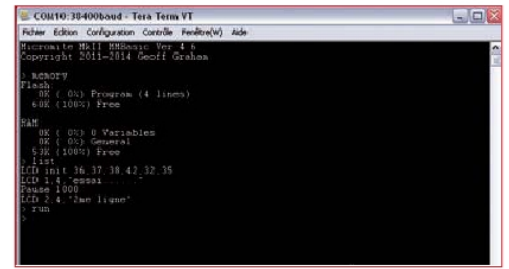 COM10:38400baud - Tera Term VT
Fichier Edition Configuration Contrôle Fenêtre(W) Aide
Micromite MkII MMBasic Ver 4.6
Copyright 2011-2014 Geoff Graham
> memory
Flash:
0K ( 0%) Program (4 lines)
60K (100%) Free
RAM:
0K ( 0%) 0 Variables
0K ( 0%) General
53K (100%) Free
> list
LCD init 36,37,38,42,32,35
LCD 1,4,"essai......"
Pause 1000
LCD 2,4,"2me ligne"
> run
>